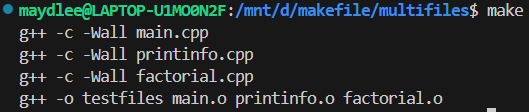 maydlee@LAPTOP-U1MO0N2F:/mnt/d/makefile/multifiles$ make
g++ -c -Wall main.cpp
g++ -c -Wall printinfo.cpp
g++ -c -Wall factorial.cpp
g++ -o testfiles main.o printinfo.o factorial.o